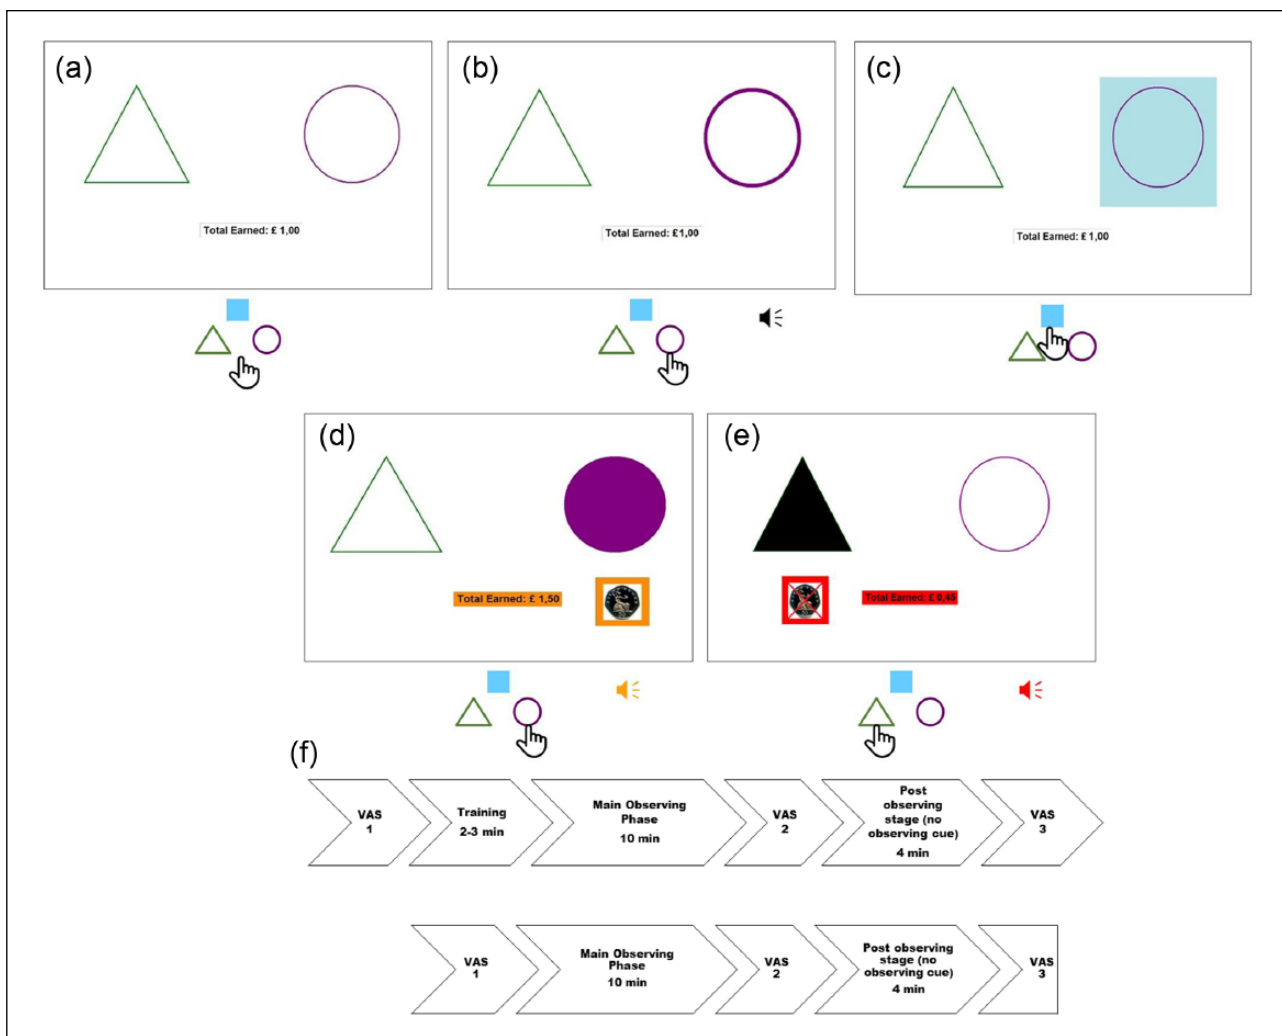 (a)
Total Earned: £ 1,00
(b)
Total Earned: £1,00
(c)
Total Earned: £ 1,00
(d)
Total Earned: £ 1,50
(e)
Total Earned: £ 0,45
(f)
VAS
1
Training
2-3 min
Main Observing
Phase
10 min
VAS
2
Post
observing
stage (no
observing cue)
4 min
VAS
3
VAS
1
Main Observing
Phase
10 min
VAS
2
Post observing
stage (no
observing cue)
4 min
VAS
3